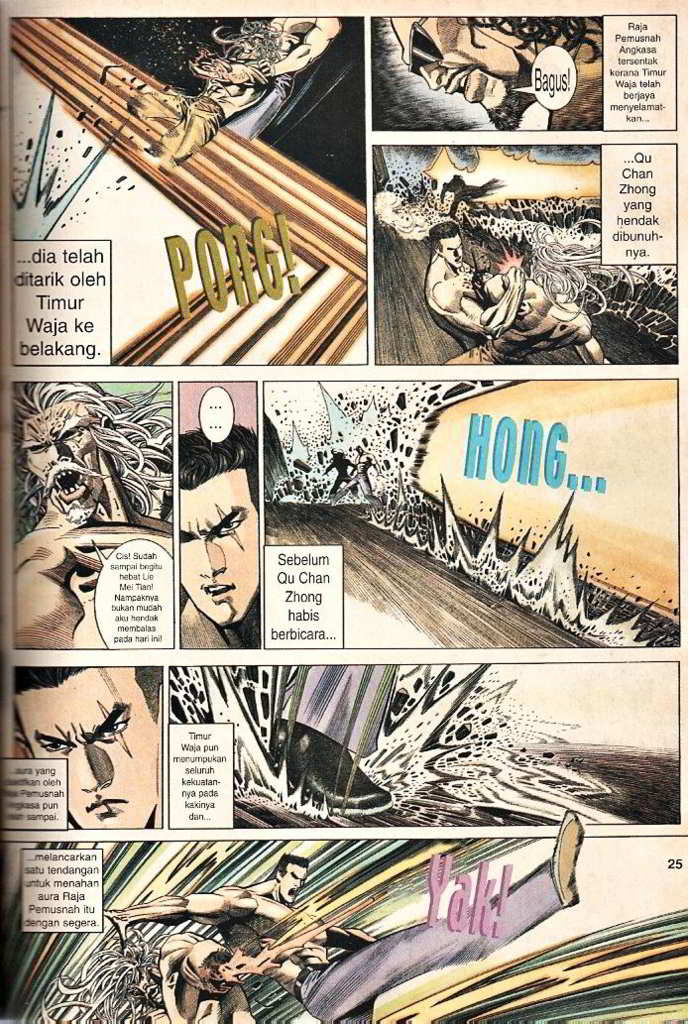 ...dia telah
ditarik oleh
Timur
Waja ke
belakang.
PONG!
Bagus!
Raja
Pemusnah
Angkasa
tersentak
kerana Timur
Waja telah
berjaya
menyelamat-
kan...
...Qu
Chan
Zhong
yang
hendak
dibunuh-
nya.
Cis! Sudah
sampai begitu
hebat Lie
Mei Tian!
Nampaknya
bukan mudah
aku hendak
membalas
pada hari ini!
...
...
Sebelum
Qu Chan
Zhong
habis
berbicara...
HONG...
aura yang
oleh
Pemusnah
pun
sampai.
Timur
Waja pun
menumpukan
seluruh
kekuatan-
nya pada
kakinya
dan...
25
...melancarkan
satu tendangan
untuk menahan
aura Raja
Pemusnah itu
dengan segera.
Yak!